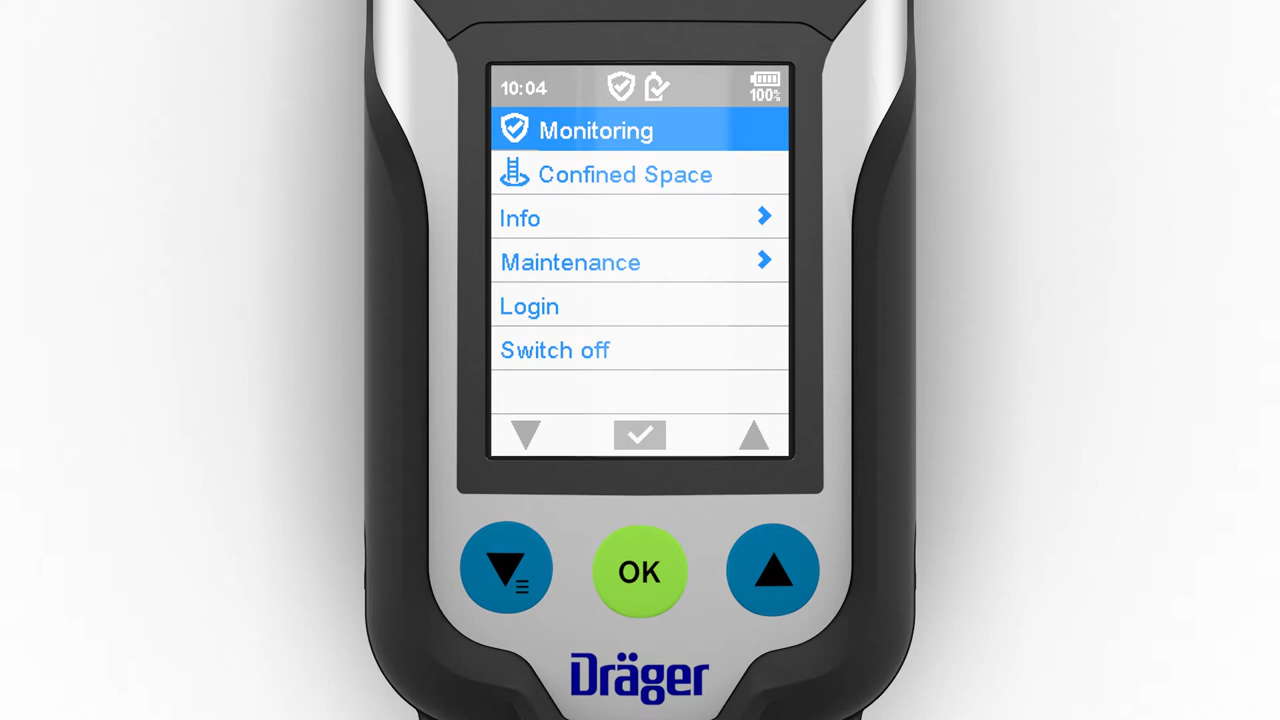 10:04
100%
Monitoring
Confined Space
Info
Maintenance
Login
Switch off
OK
Dräger